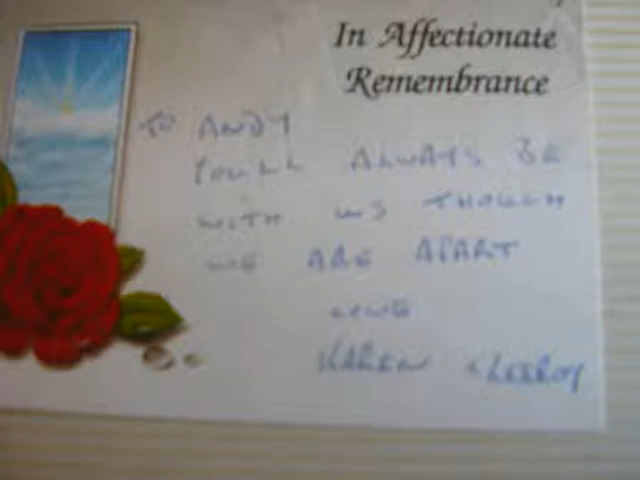 In Affectionate
Remembrance
TO ANDY
YOU'LL ALWAYS BE
WITH US THOUGH
WE ARE APART
LOVE
KAREN & LEEROY